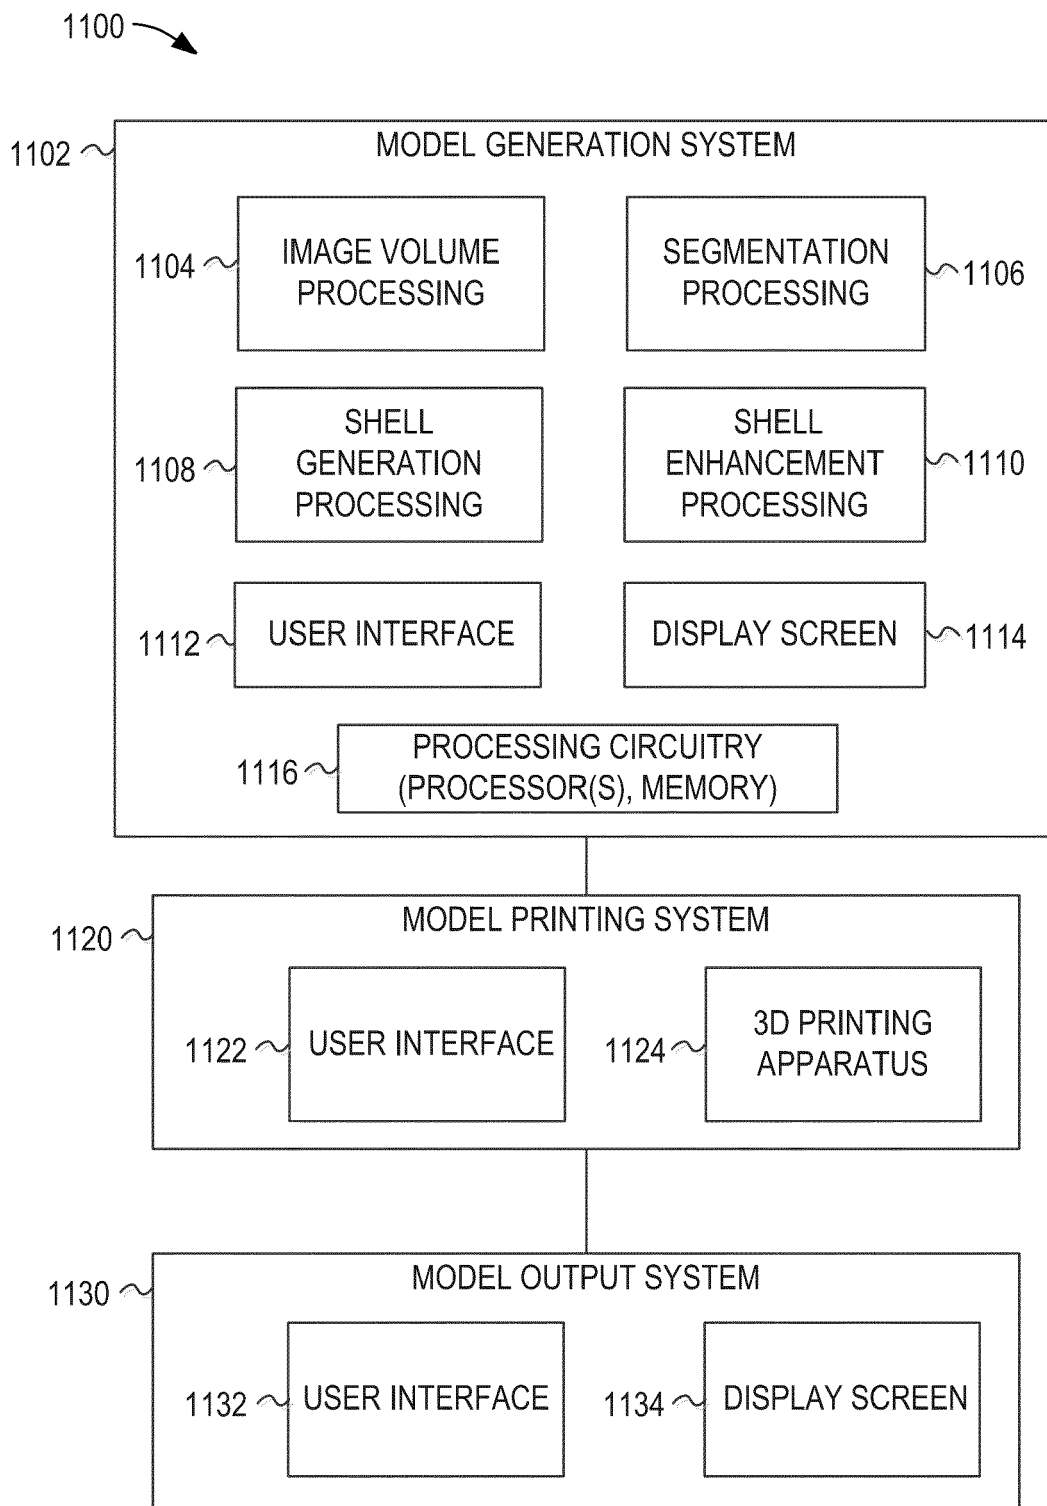 1100
1102
MODEL GENERATION SYSTEM
1104
IMAGE VOLUME
PROCESSING
SEGMENTATION
PROCESSING
1106
1108
SHELL
GENERATION
PROCESSING
SHELL
ENHANCEMENT
PROCESSING
1110
1112
USER INTERFACE
DISPLAY SCREEN
1114
1116
PROCESSING CIRCUITRY
(PROCESSOR(S), MEMORY)
1120
MODEL PRINTING SYSTEM
1122
USER INTERFACE
1124
3D PRINTING
APPARATUS
1130
MODEL OUTPUT SYSTEM
1132
USER INTERFACE
1134
DISPLAY SCREEN